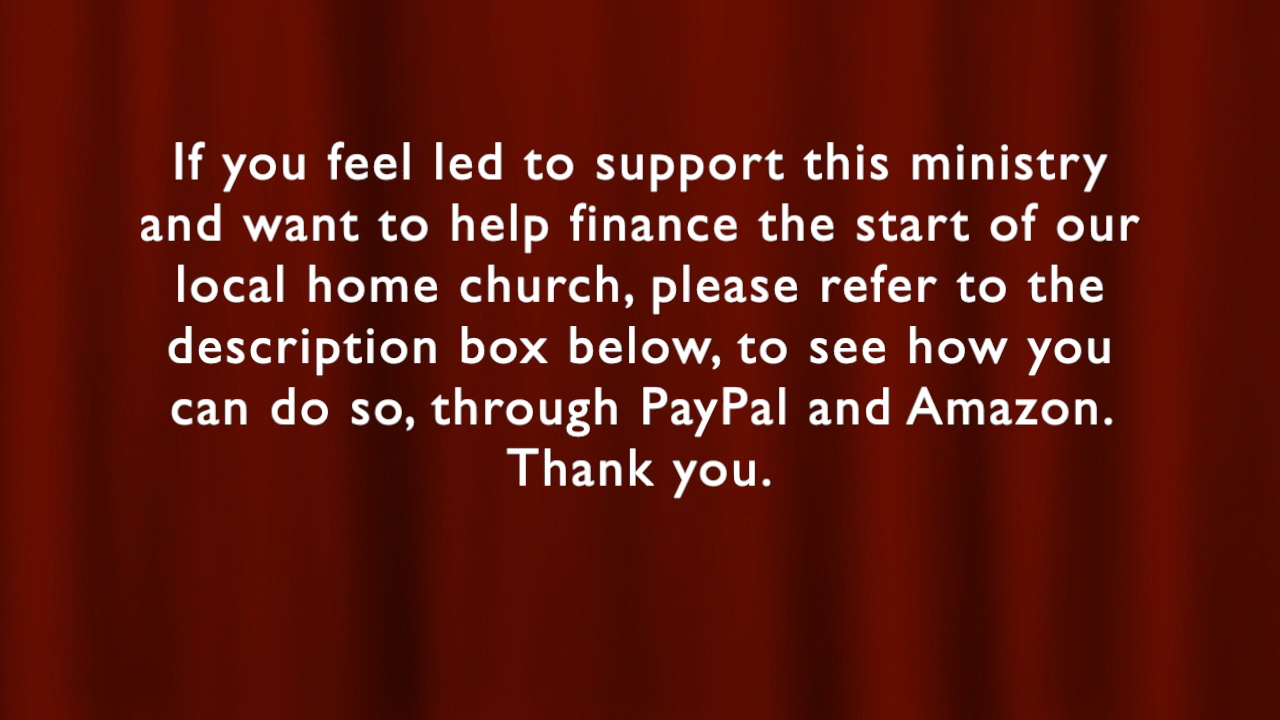 If you feel led to support this ministry
and want to help finance the start of our
local home church, please refer to the
description box below, to see how you
can do so, through PayPal and Amazon.
Thank you.